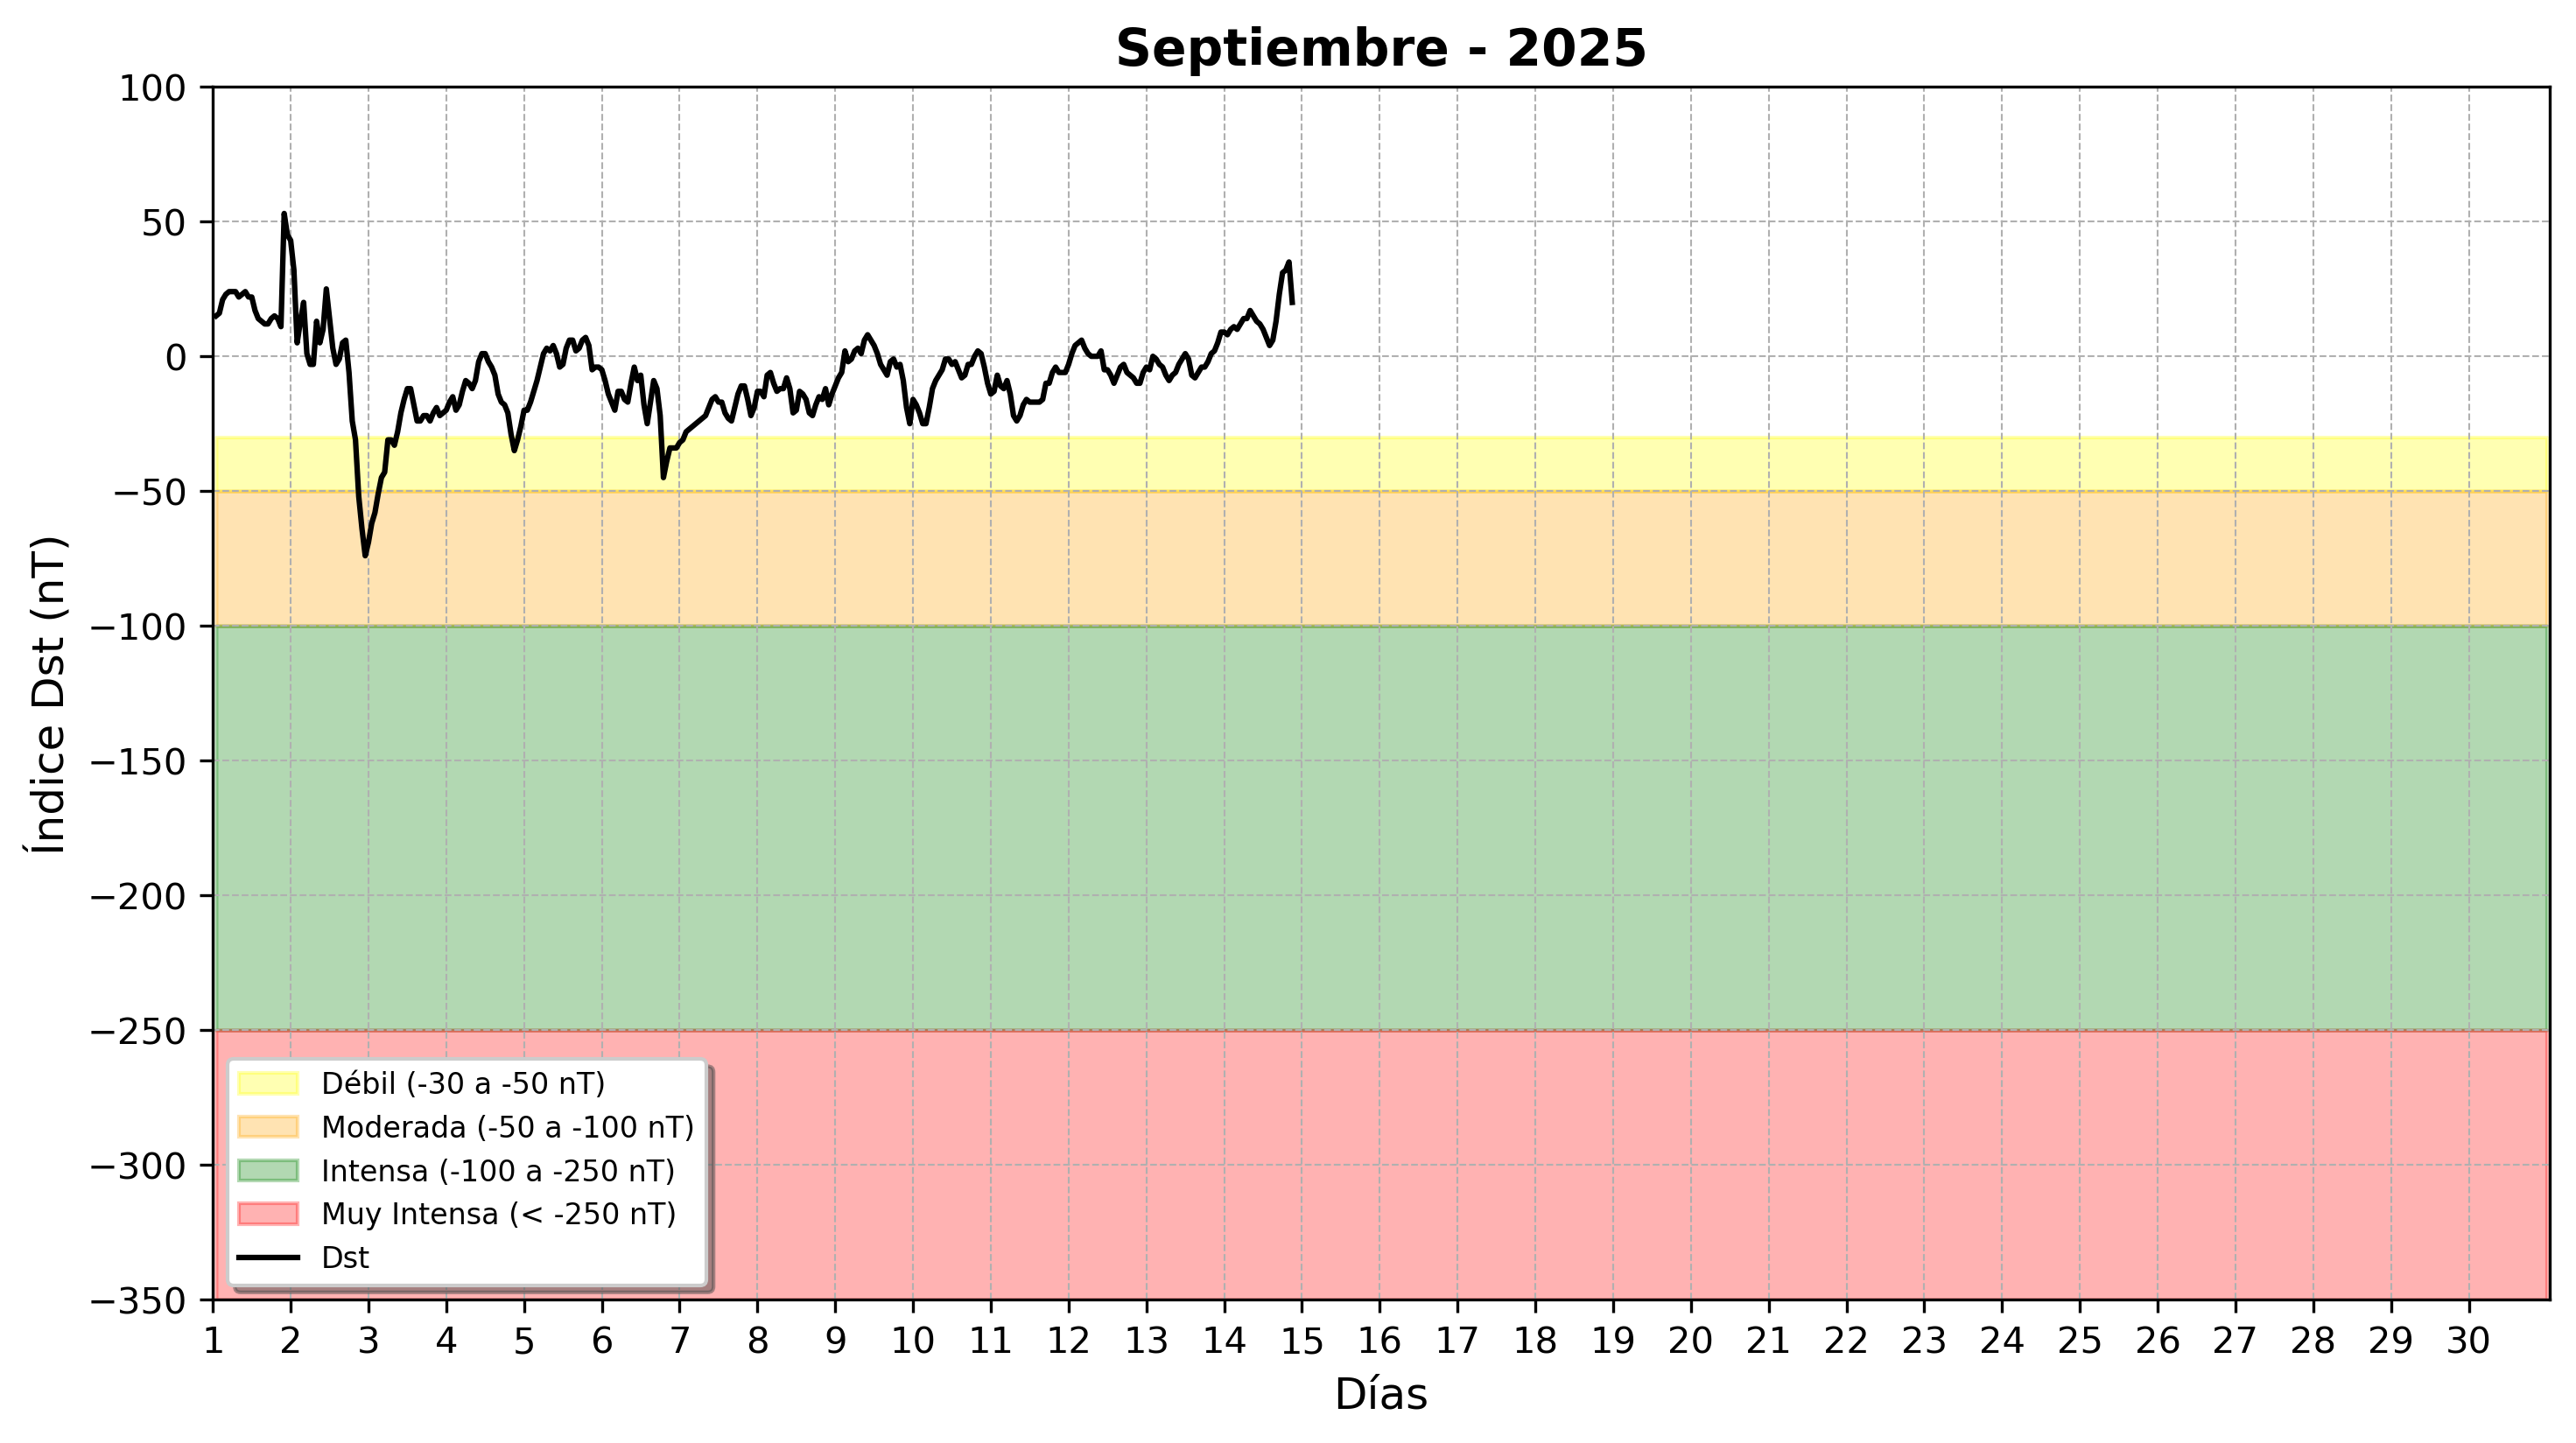 Septiembre - 2025
100
50
0
−50
−100
−150
−200
−250
−300
−350
Índice Dst (nT)
Débil (-30 a -50 nT)
Moderada (-50 a -100 nT)
Intensa (-100 a -250 nT)
Muy Intensa (< -250 nT)
Dst
1 2 3 4 5 6 7 8 9 10 11 12 13 14 15 16 17 18 19 20 21 22 23 24 25 26 27 28 29 30
Días